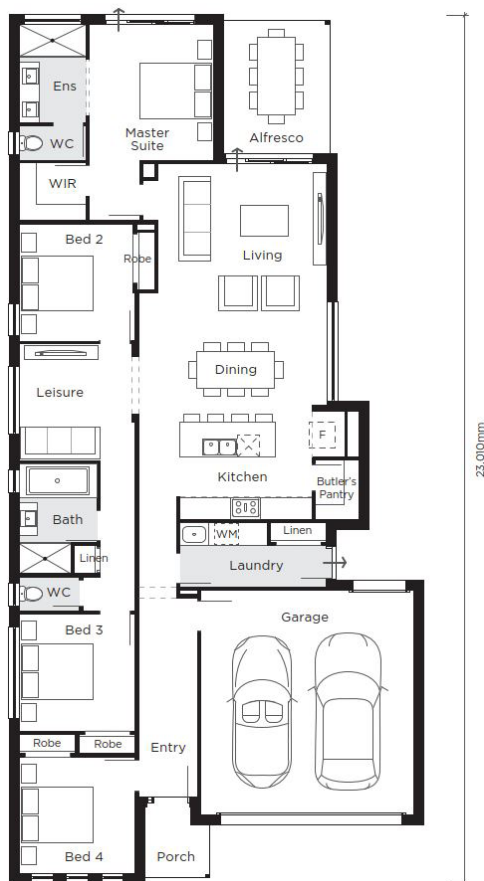 Ens
WC
Master
Suite
Alfresco
WIR
Bed 2
Robe
Living
Leisure
Dining
F
Kitchen
Butler's
Pantry
Bath
WM
Linen
Linen
Laundry
WC
Garage
Bed 3
Robe
Robe
Entry
Bed 4
Porch
23,010mm